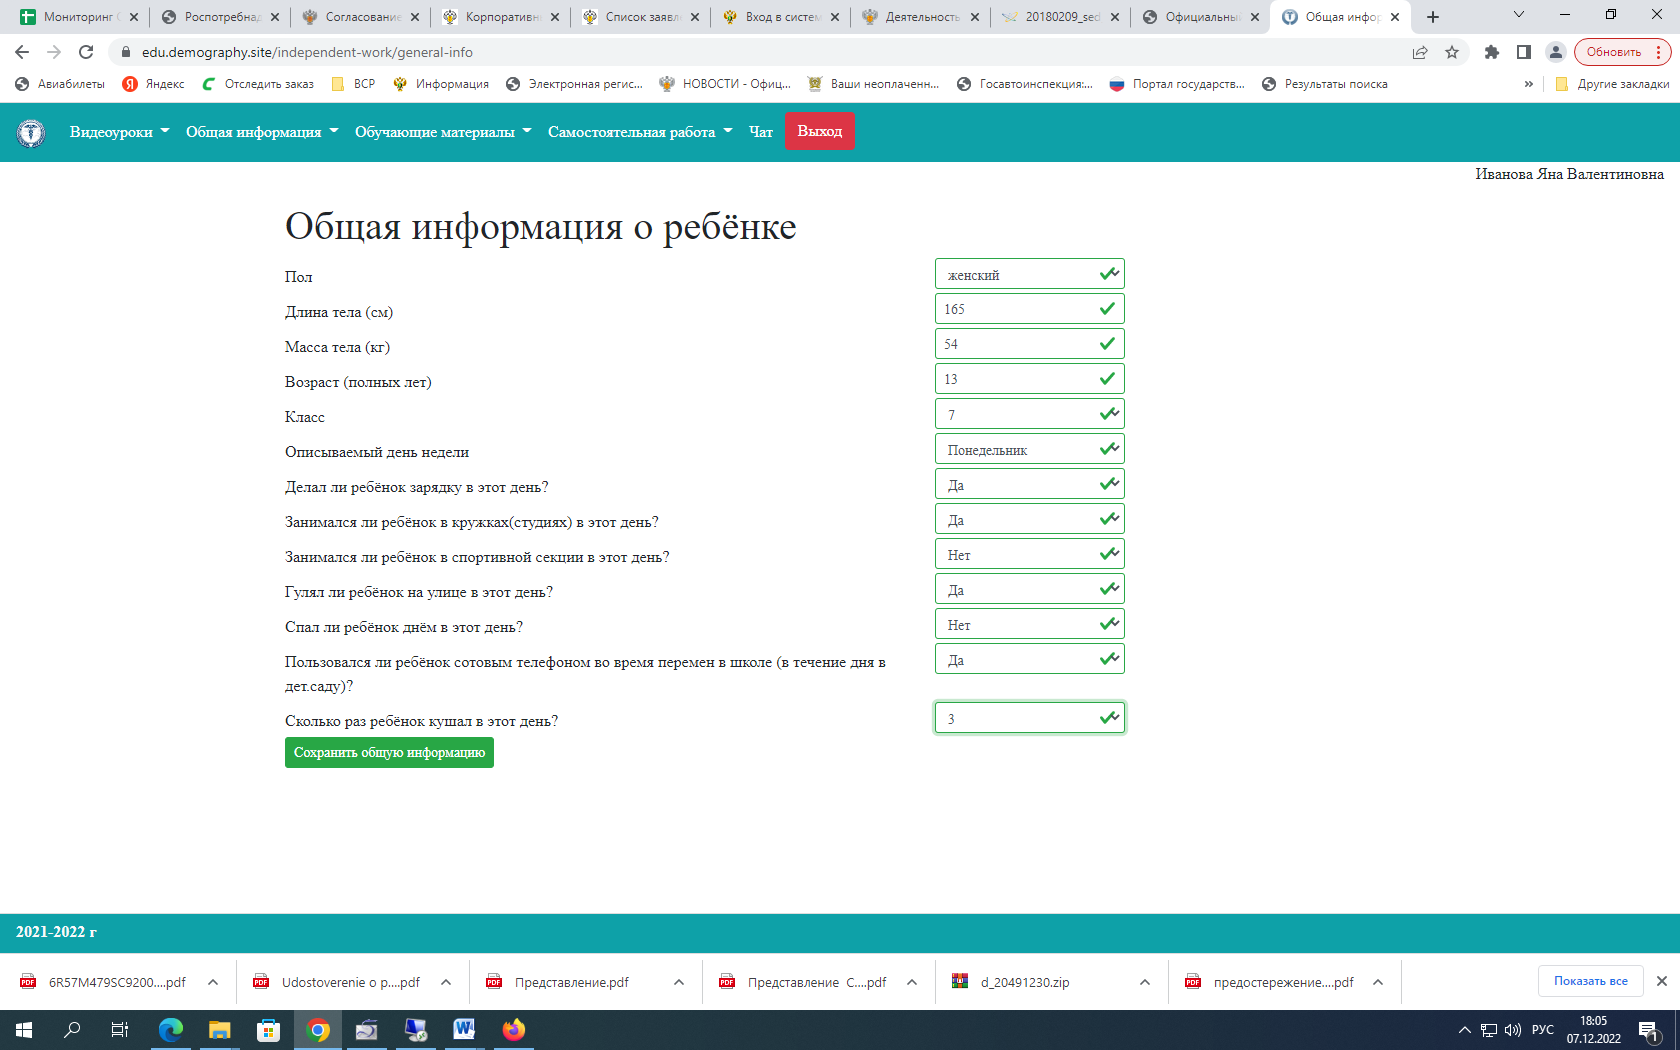 Мониторинг С
Роспотребнад
Согласование
Корпоративн
Список заявл
Вход в систем
Деятельность
20180209_sed
Официальный
Общая инфор
edu.demography.site/independent-work/general-info
Обновить
Авиабилеты
Яндекс
Отследить заказ
ВСР
Информация
Электронная регис...
НОВОСТИ - Офиц...
Ваши неоплаченн...
Госавтоинспекция:...
Портал государств...
Результаты поиска
»
Другие закладки
Видеоуроки
Общая информация
Обучающие материалы
Самостоятельная работа
Чат
Выход
Иванова Яна Валентиновна
Общая информация о ребёнке
Пол
женский
Длина тела (см)
165
Масса тела (кг)
54
Возраст (полных лет)
13
Класс
7
Описываемый день недели
Понедельник
Делал ли ребёнок зарядку в этот день?
Да
Занимался ли ребёнок в кружках(студиях) в этот день?
Да
Занимался ли ребёнок в спортивной секции в этот день?
Нет
Гулял ли ребёнок на улице в этот день?
Да
Спал ли ребёнок днём в этот день?
Нет
Пользовался ли ребёнок сотовым телефоном во время перемен в школе (в течение дня в
дет.саду)?
Да
Сколько раз ребёнок кушал в этот день?
3
Сохранить общую информацию
2021-2022 г
6R57M479SC9200....pdf
Udostoverenie o p....pdf
Представление.pdf
Представление С....pdf
d_20491230.zip
предостережение....pdf
Показать все
РУС
18:05
07.12.2022
1